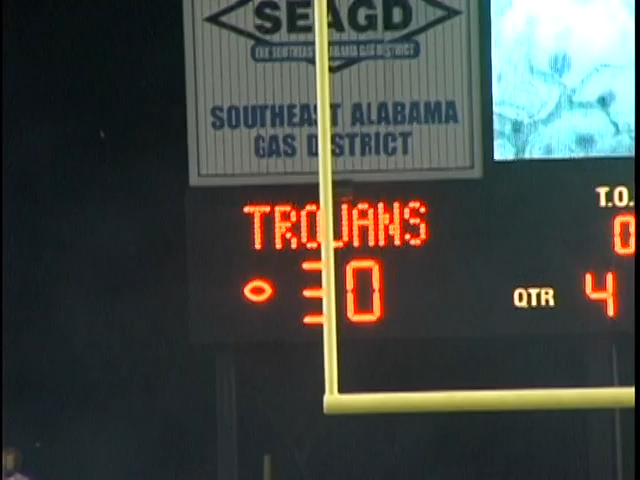 SEAGD
THE SOUTHEAST ALABAMA GAS DISTRICT
SOUTHEAST ALABAMA
GAS DISTRICT
TROJANS
30
T.O.
0
QTR 4